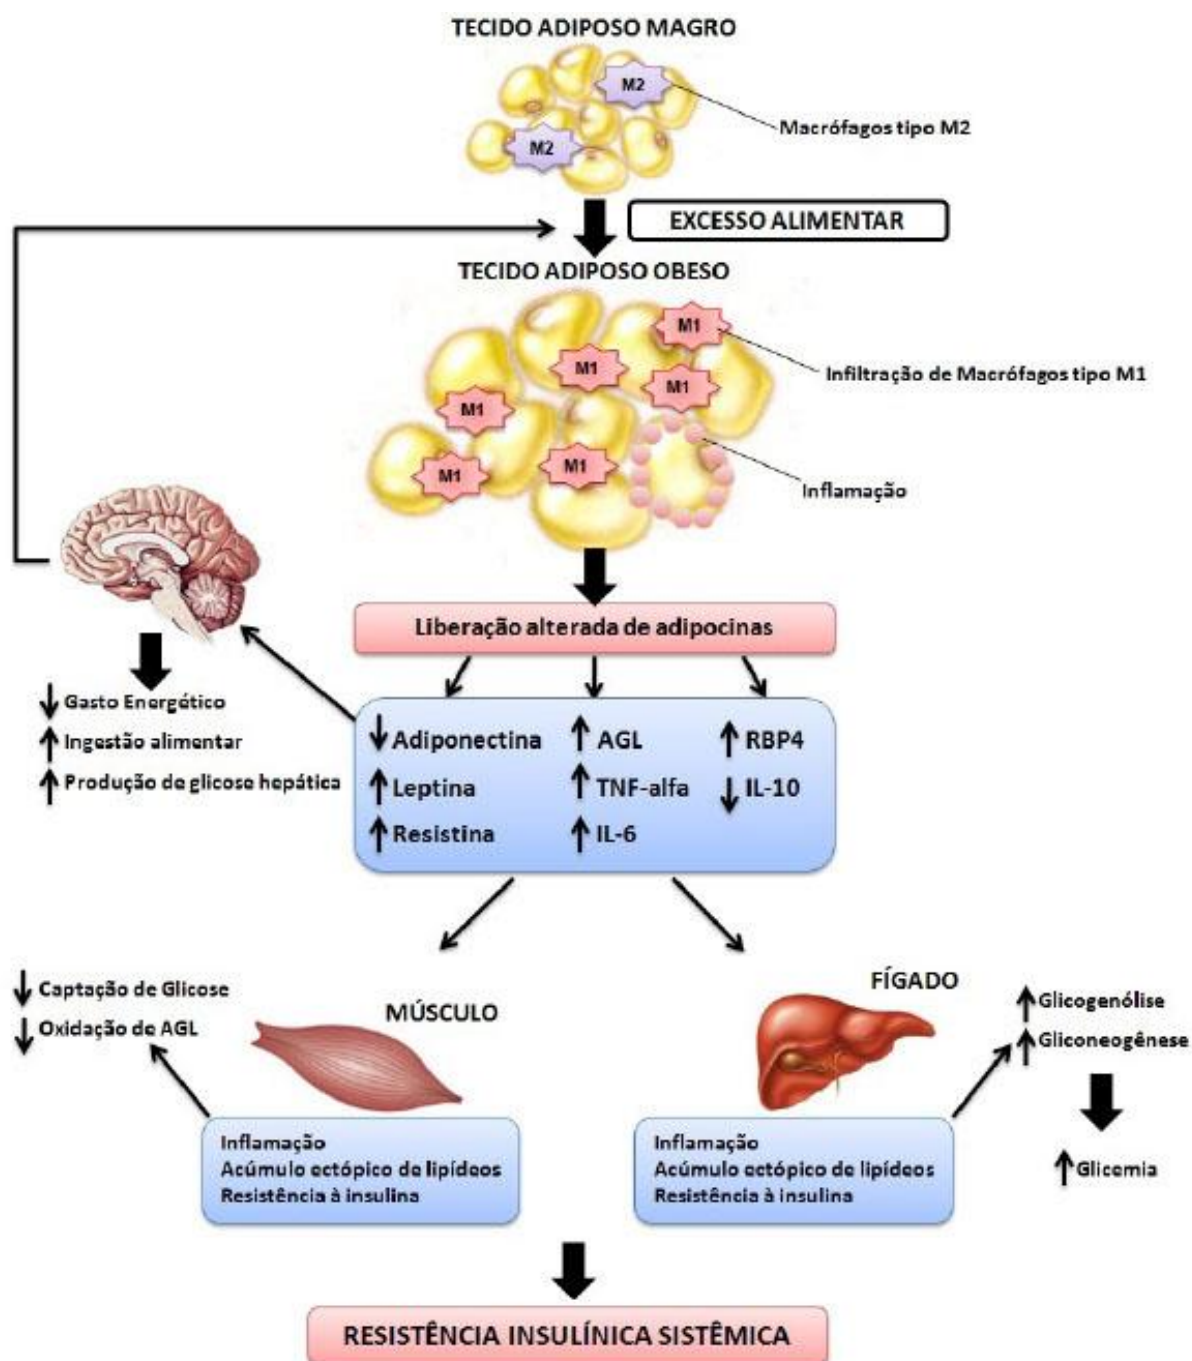 TECIDO ADIPOSO MAGRO
M2
M2
Macrófagos tipo M2
EXCESSO ALIMENTAR
TECIDO ADIPOSO OBESO
M1
M1
M1
M1
M1
M1
Infiltração de Macrófagos tipo M1
Inflamação
Liberação alterada de adipocinas
↓ Gasto Energético
↑ Ingestão alimentar
↑ Produção de glicose hepática
↓ Adiponectina
↑ Leptina
↑ Resistina
↑ AGL
↑ TNF-alfa
↑ IL-6
↑ RBP4
↓ IL-10
↓ Captação de Glicose
↓ Oxidação de AGL
MÚSCULO
Inflamação
Acúmulo ectópico de lipídeos
Resistência à insulina
FÍGADO
↑ Glicogenólise
↑ Gliconeogênese
↑ Glicemia
Inflamação
Acúmulo ectópico de lipídeos
Resistência à insulina
RESISTÊNCIA INSULÍNICA SISTÊMICA